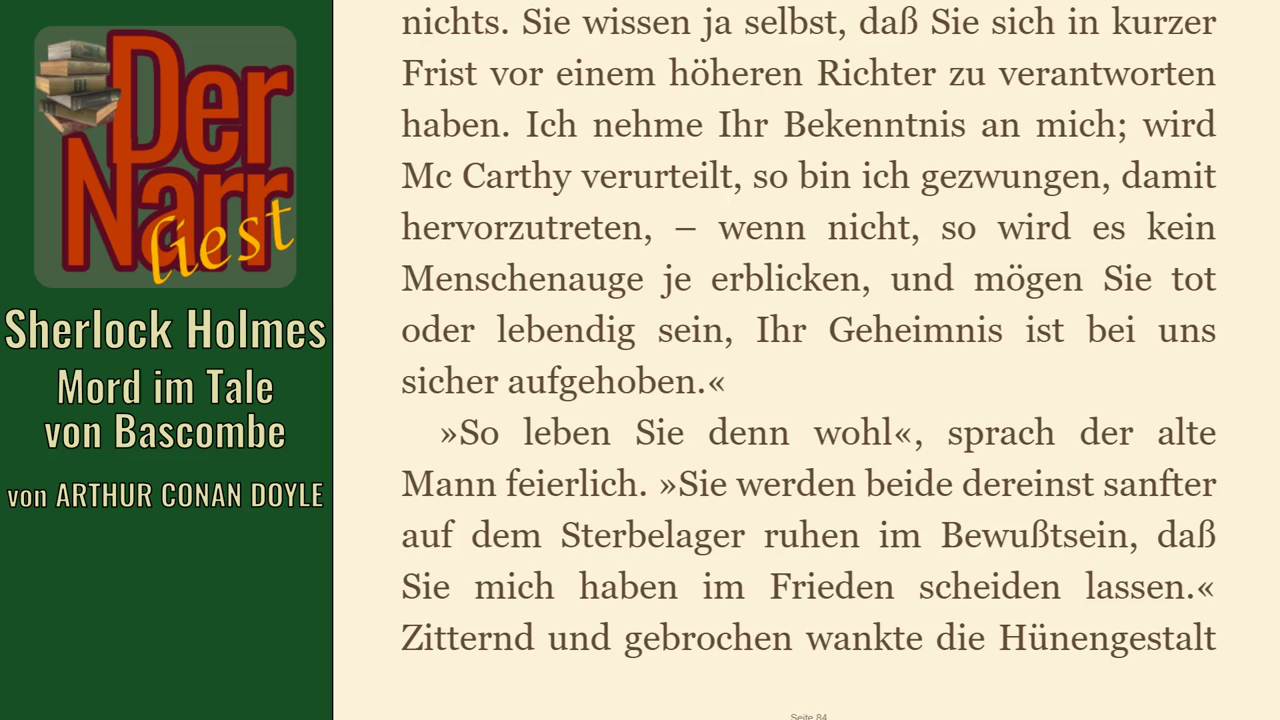 Der
Narr
liest
Sherlock Holmes
Mord im Tale
von Bascombe
von ARTHUR CONAN DOYLE
nichts. Sie wissen ja selbst, daß Sie sich in kurzer
Frist vor einem höheren Richter zu verantworten
haben. Ich nehme Ihr Bekenntnis an mich; wird
Mc Carthy verurteilt, so bin ich gezwungen, damit
hervorzutreten, – wenn nicht, so wird es kein
Menschenauge je erblicken, und mögen Sie tot
oder lebendig sein, Ihr Geheimnis ist bei uns
sicher aufgehoben.«
»So leben Sie denn wohl«, sprach der alte
Mann feierlich. »Sie werden beide dereinst sanfter
auf dem Sterbelager ruhen im Bewußtsein, daß
Sie mich haben im Frieden scheiden lassen.«
Zitternd und gebrochen wankte die Hünengestalt
Seite 84